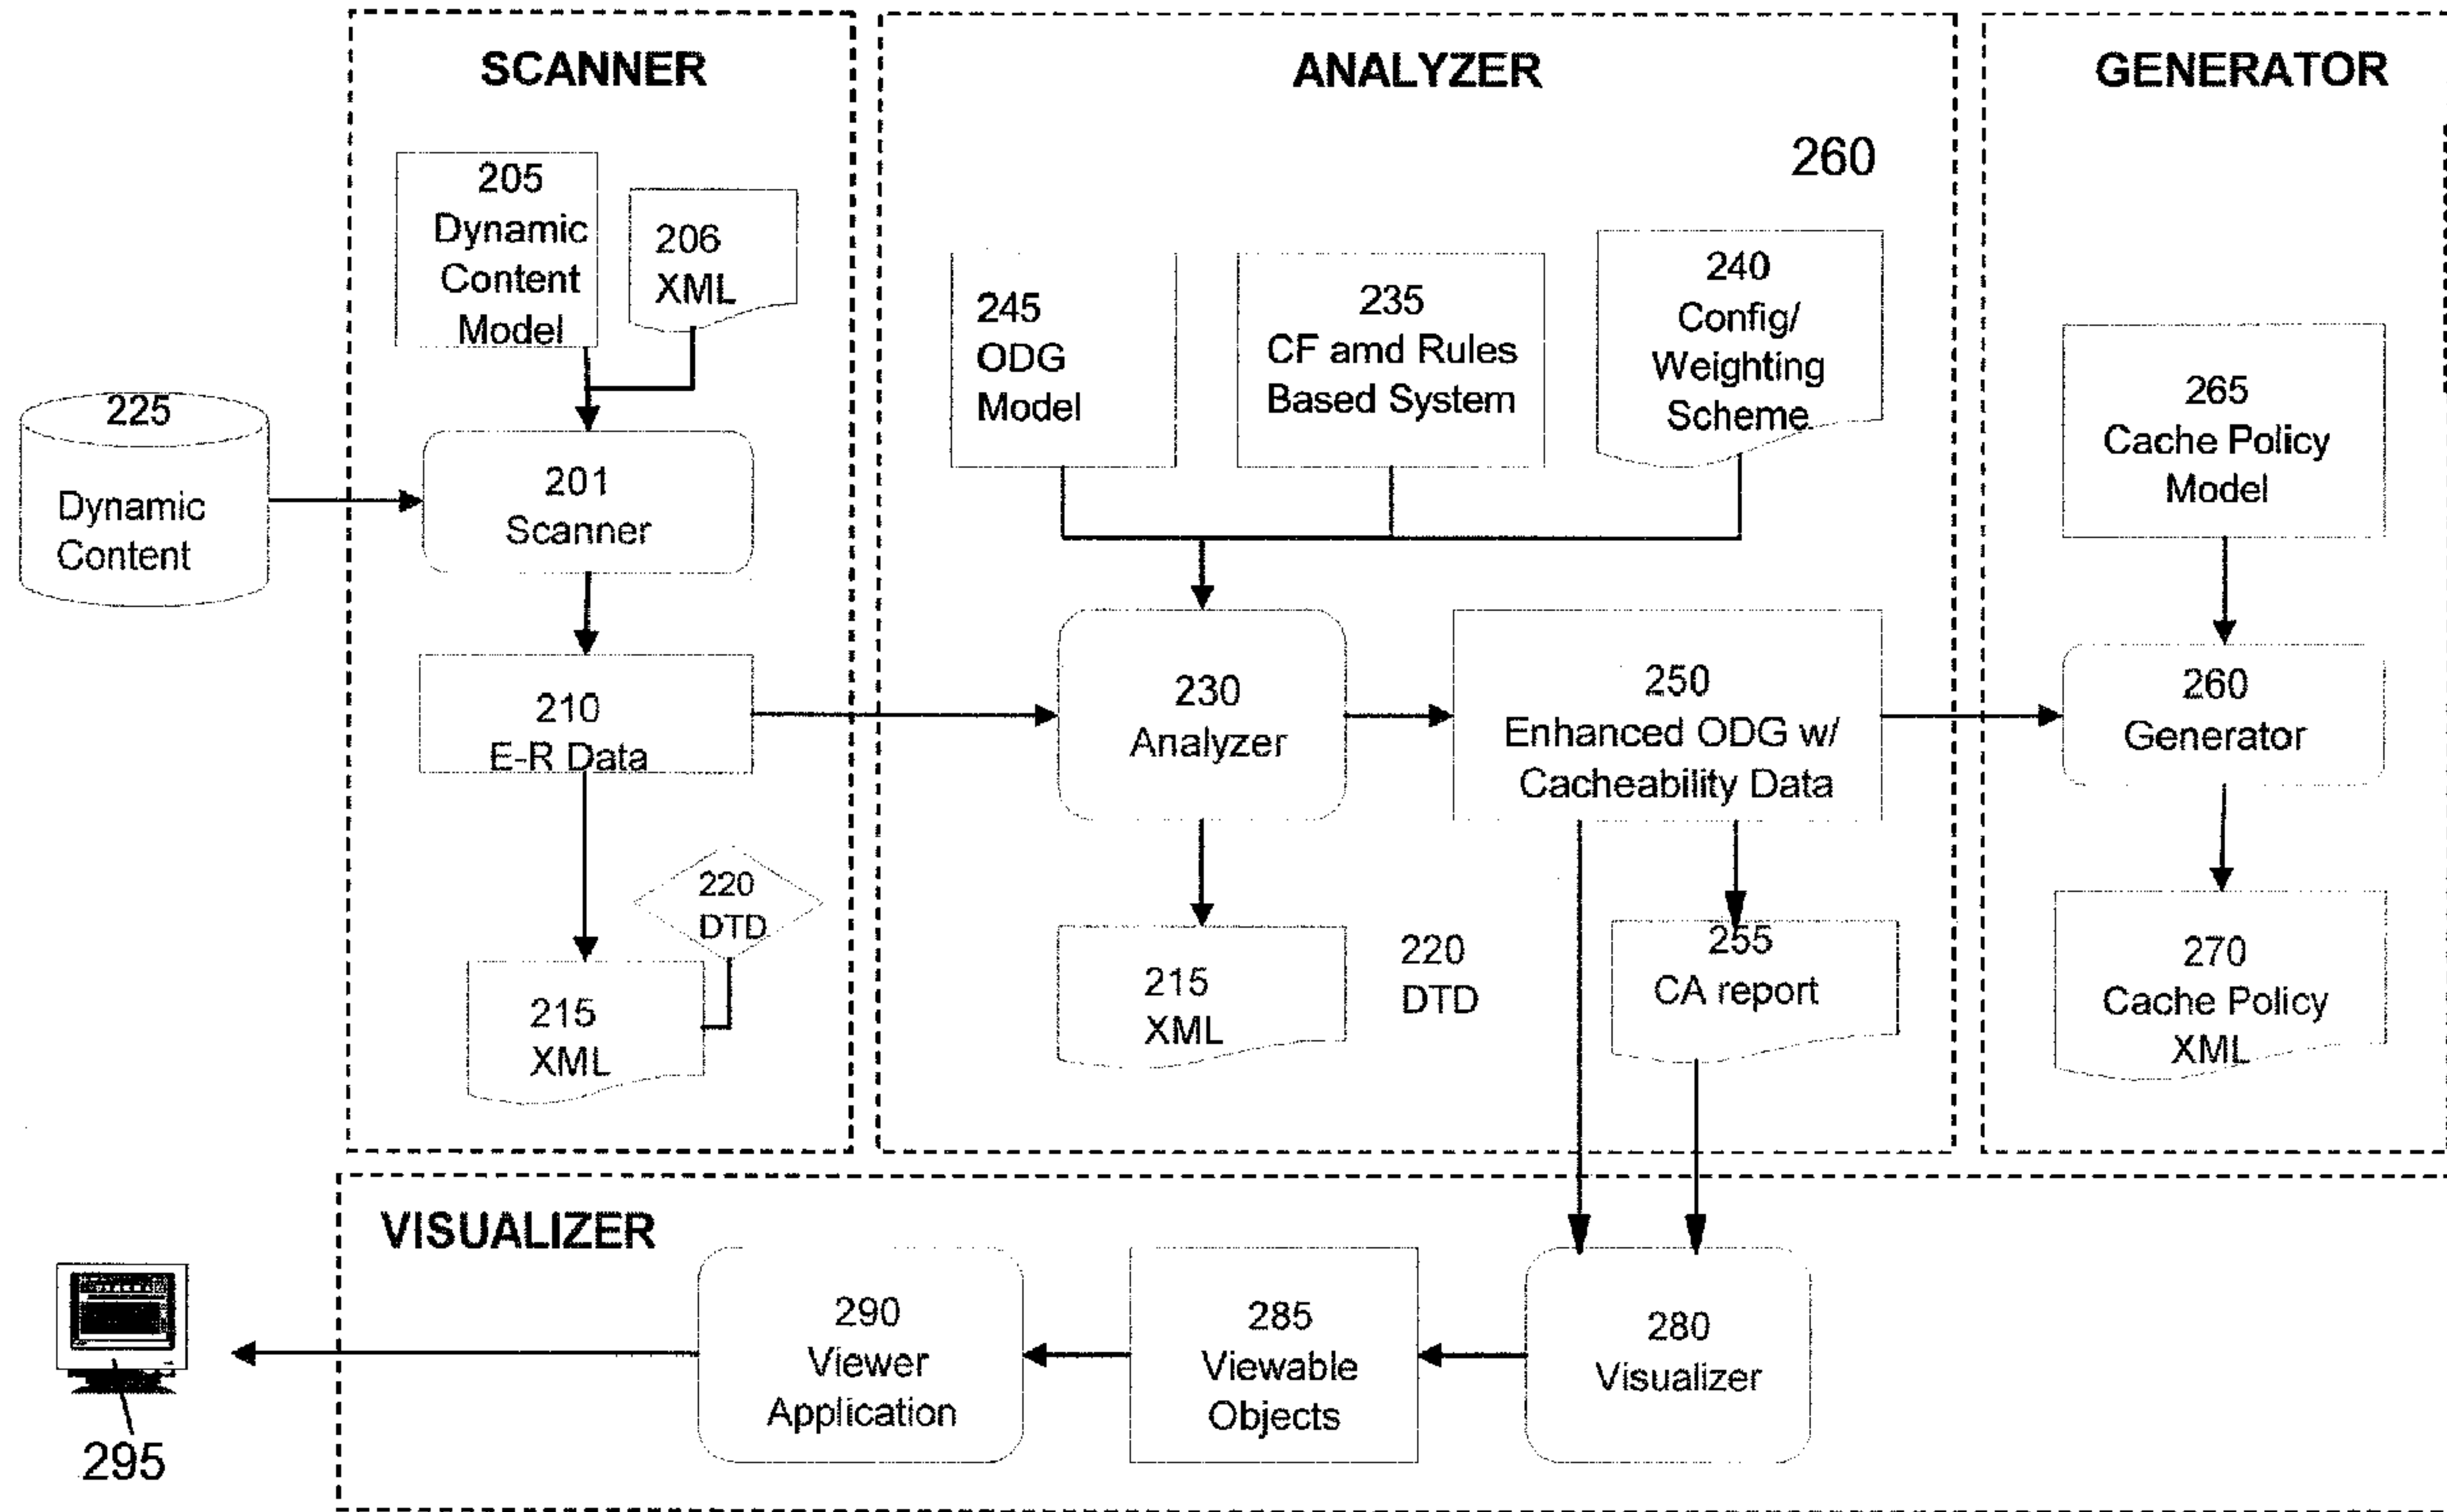 SCANNER
205
Dynamic
Content
Model
206
XML
225
Dynamic
Content
201
Scanner
210
E-R Data
220
DTD
215
XML
ANALYZER
260
245
ODG
Model
235
CF amd Rules
Based System
240
Config/
Weighting
Scheme
230
Analyzer
250
Enhanced ODG w/
Cacheability Data
215
XML
220
DTD
255
CA report
GENERATOR
265
Cache Policy
Model
260
Generator
270
Cache Policy
XML
VISUALIZER
295
290
Viewer
Application
285
Viewable
Objects
280
Visualizer